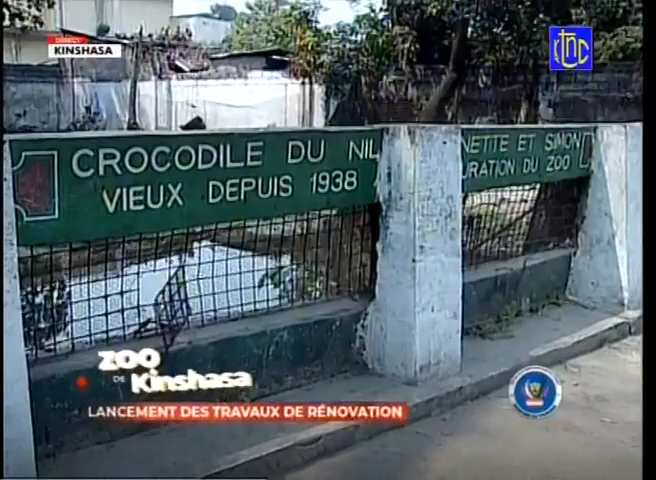 DIRECT
KINSHASA
rtnc
CROCODILE DU NIL
VIEUX DEPUIS 1938
NETTE ET SIMON
URATION DU ZOO
ZOO
DE Kinshasa
LANCEMENT DES TRAVAUX DE RÉNOVATION